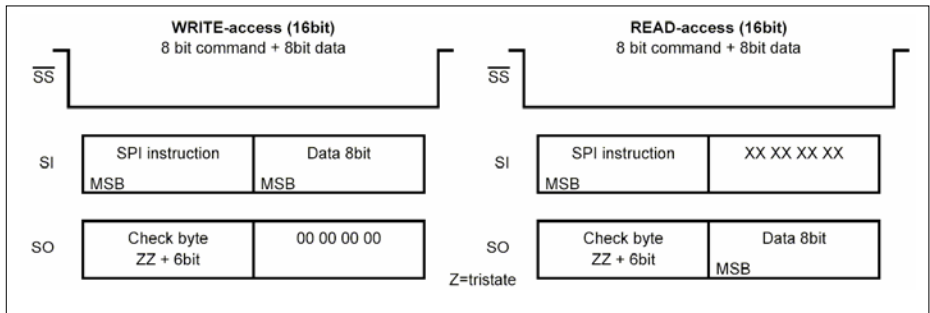 WRITE-access (16bit)
8 bit command + 8bit data
SS
SI
SPI instruction
MSB
Data 8bit
MSB
SO
Check byte
ZZ + 6bit
00 00 00 00
Z=tristate
READ-access (16bit)
8 bit command + 8bit data
SS
SI
SPI instruction
MSB
XX XX XX XX
SO
Check byte
ZZ + 6bit
Data 8bit
MSB